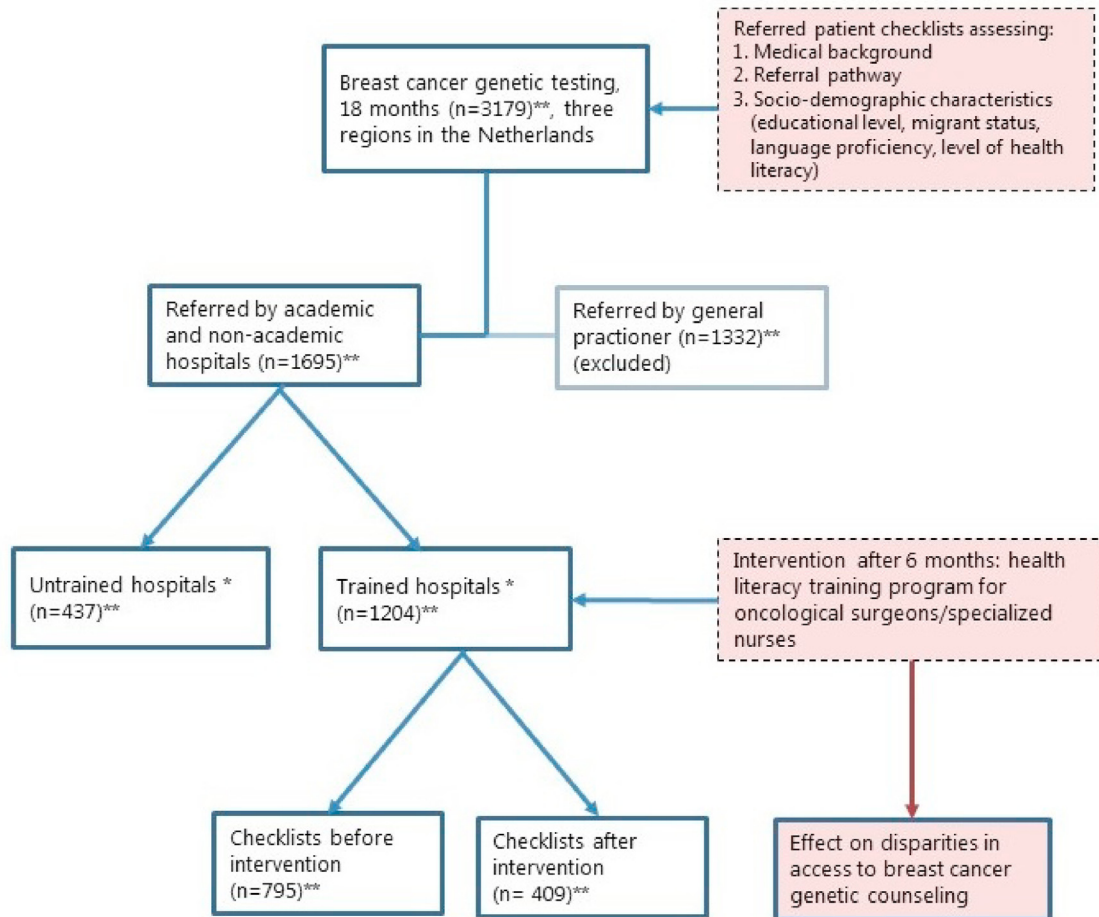 Referred patient checklists assessing:
1. Medical background
2. Referral pathway
3. Socio-demographic characteristics
(educational level, migrant status,
language proficiency, level of health
literacy)
Breast cancer genetic testing,
18 months (n=3179)**, three
regions in the Netherlands
Referred by academic
and non-academic
hospitals (n=1695)**
Referred by general
practioner (n=1332)**
(excluded)
Untrained hospitals *
(n=437)**
Trained hospitals *
(n=1204)**
Intervention after 6 months: health
literacy training program for
oncological surgeons/specialized
nurses
Checklists before
intervention
(n=795)**
Checklists after
intervention
(n= 409)**
Effect on disparities in
access to breast cancer
genetic counseling